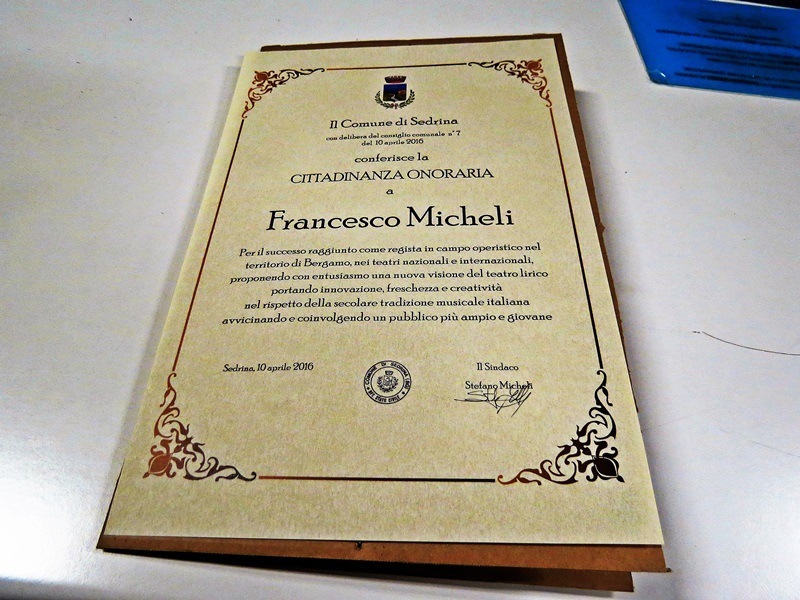 Il Comune di Sedrina
con delibera del consiglio comunale n°7
del 10 aprile 2016
conferisce la
CITTADINANZA ONORARIA
a
Francesco Micheli
Per il successo raggiunto come regista in campo operistico nel
territorio di Bergamo, nei teatri nazionali e internazionali,
proponendo con entusiasmo una nuova visione del teatro lirico
portando innovazione, freschezza e creatività
nel rispetto della secolare tradizione musicale italiana
avvicinando e coinvolgendo un pubblico più ampio e giovane
Sedrina, 10 aprile 2016
COMUNE DI SEDRINA
Il Sindaco
Stefano Micheli